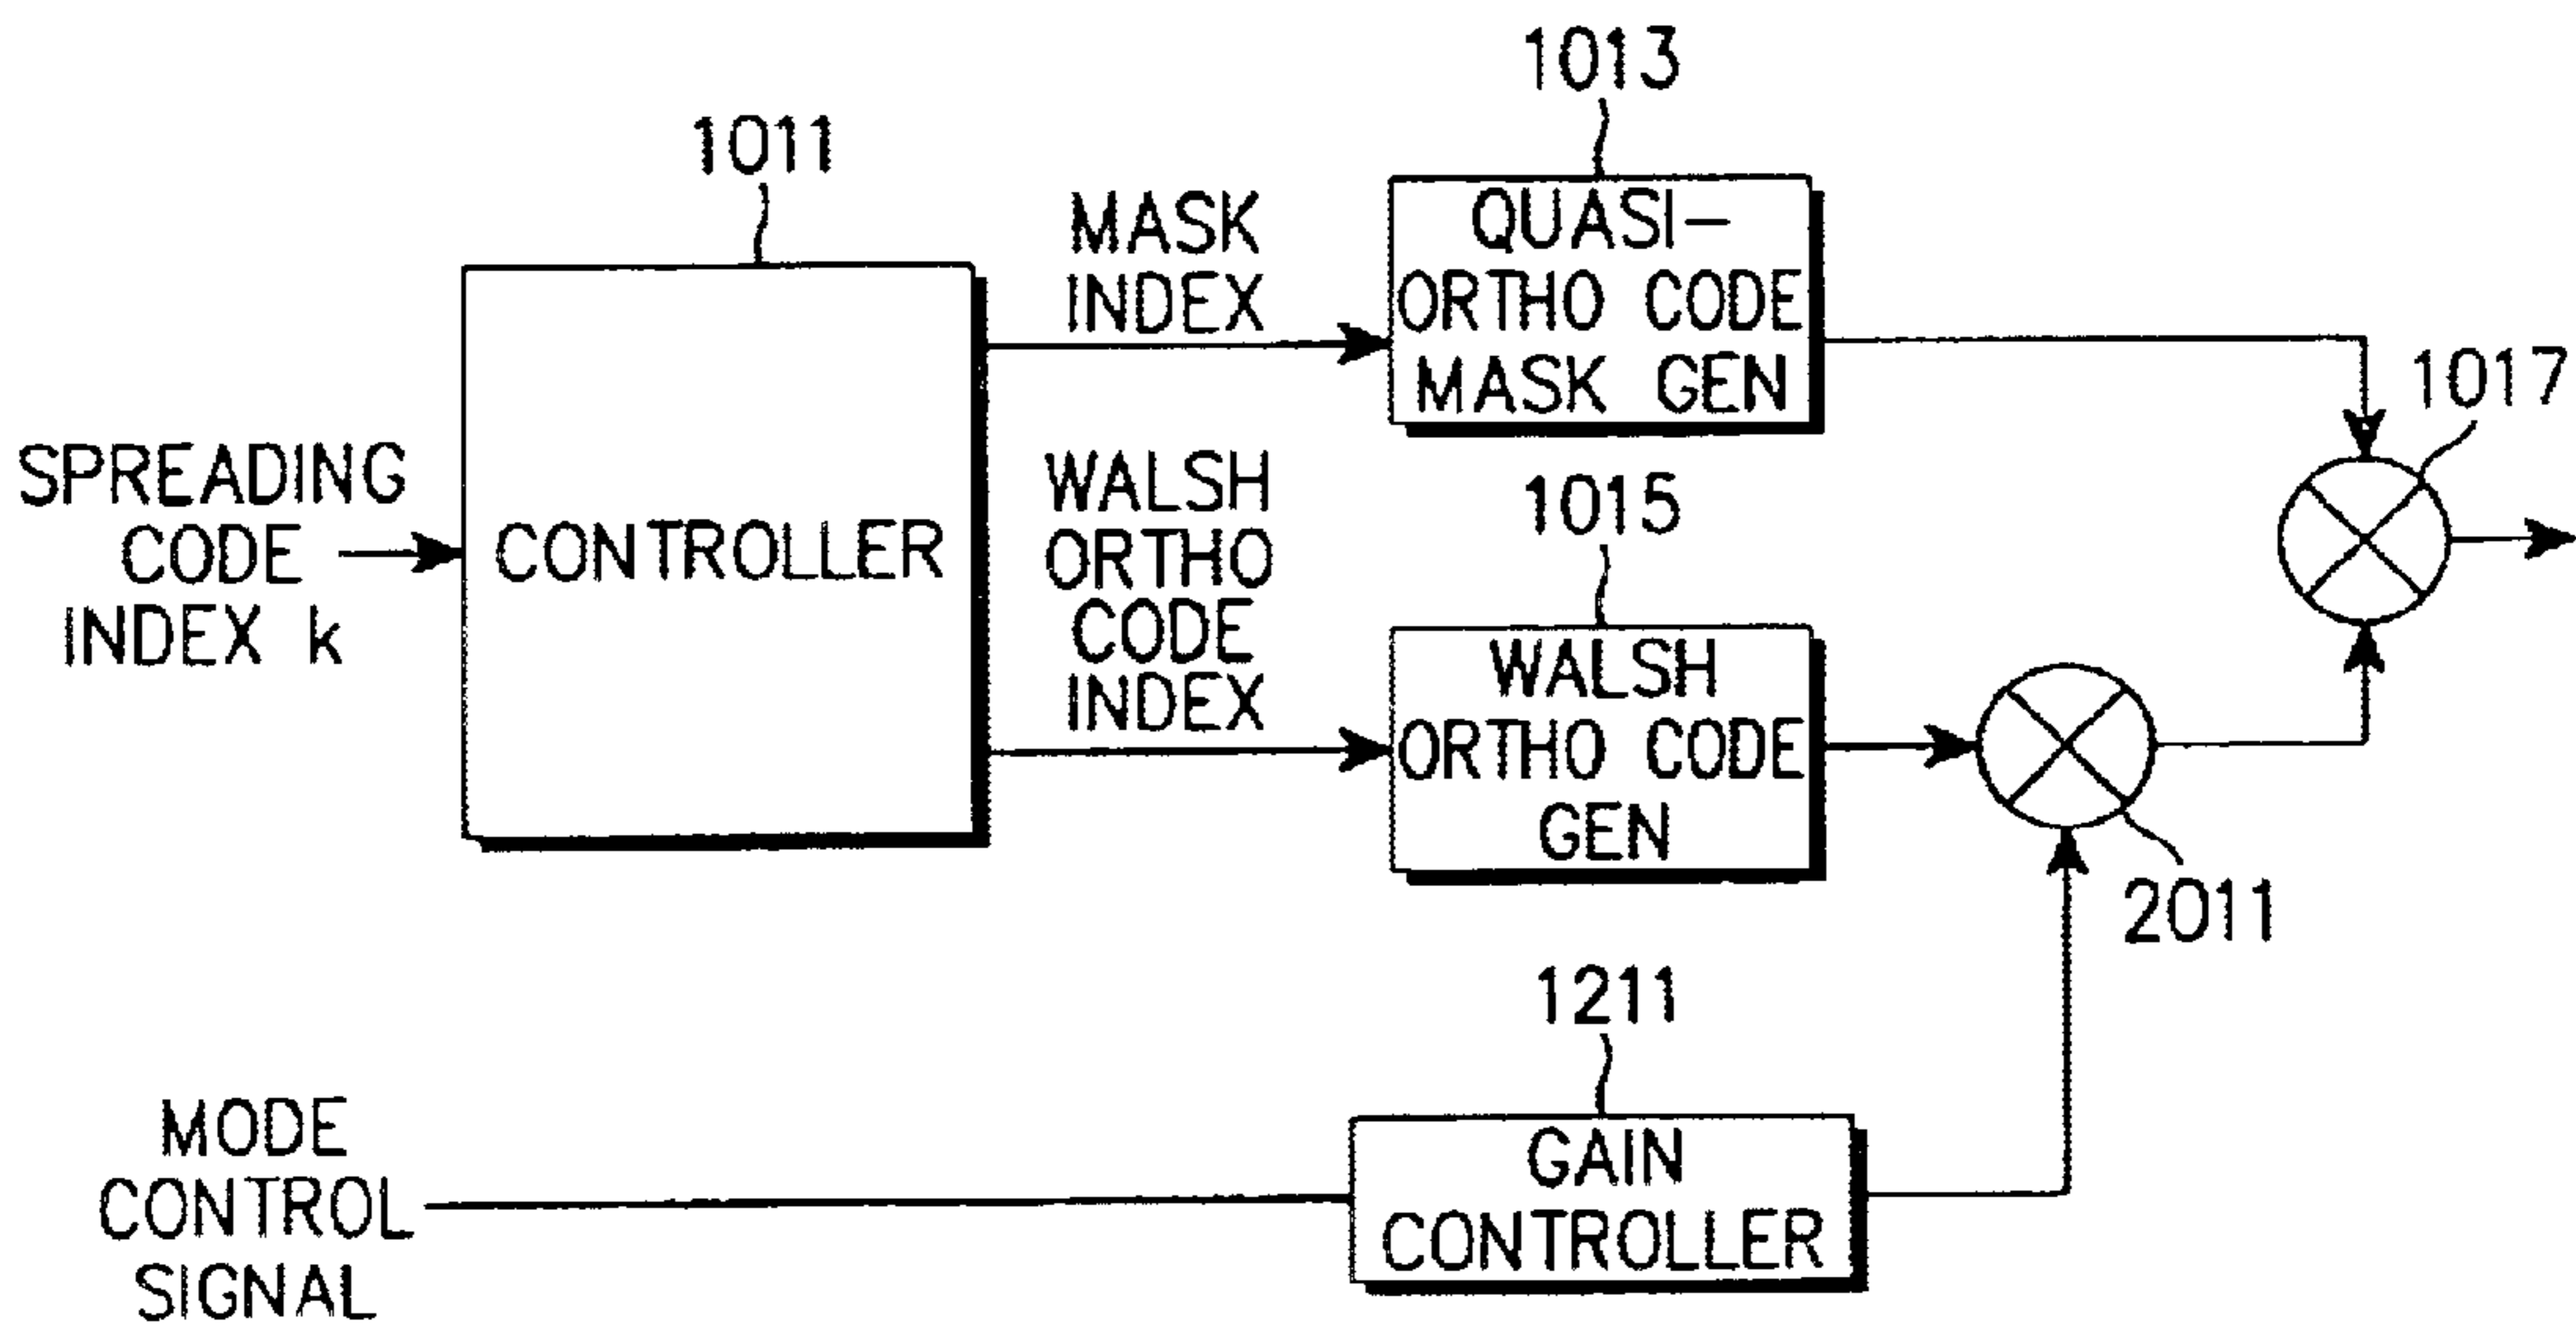 1013
1011
MASK
INDEX
QUASI-
ORTHO CODE
MASK GEN
1017
SPREADING
CODE
INDEX k
CONTROLLER
WALSH
ORTHO
CODE
INDEX
1015
WALSH
ORTHO CODE
GEN
2011
1211
MODE
CONTROL
SIGNAL
GAIN
CONTROLLER